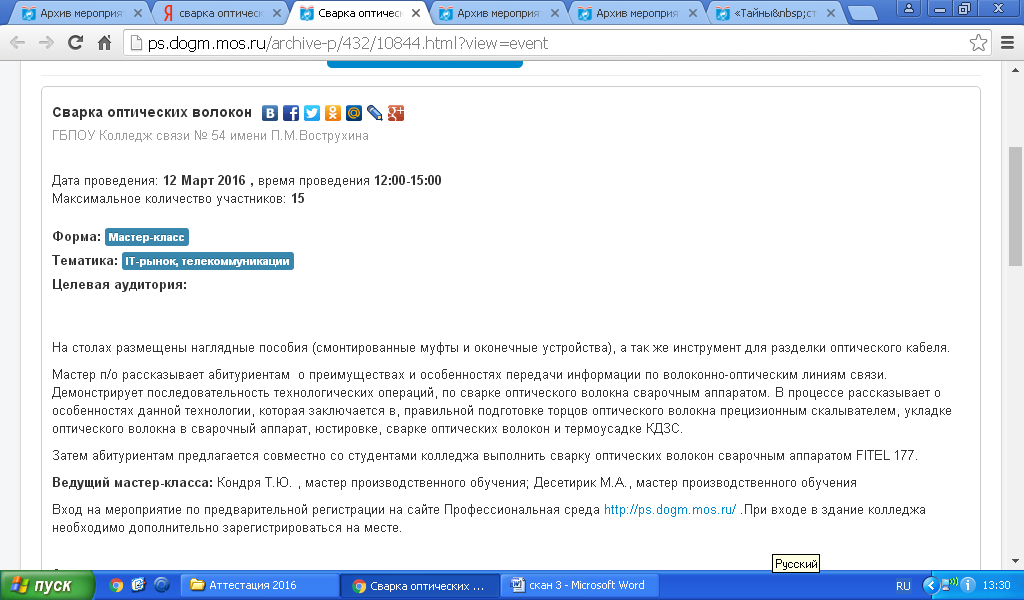 Архив мероприят
сварка оптическ
Сварка оптичес
Архив мероприят
Архив мероприят
«Тайны&nbsp;ст
ps.dogm.mos.ru/archive-p/432/10844.html?view=event
Сварка оптических волокон
ГБПОУ Колледж связи № 54 имени П.М.Вострухина
Дата проведения: 12 Март 2016 , время проведения 12:00-15:00
Максимальное количество участников: 15
Форма: Мастер-класс
Тематика: IT-рынок, телекоммуникации
Целевая аудитория:
На столах размещены наглядные пособия (смонтированные муфты и оконечные устройства), а так же инструмент для разделки оптического кабеля.
Мастер п/о рассказывает абитуриентам о преимуществах и особенностях передачи информации по волоконно-оптическим линиям связи.
Демонстрирует последовательность технологических операций, по сварке оптического волокна сварочным аппаратом. В процессе рассказывает о
особенностях данной технологии, которая заключается в, правильной подготовке торцов оптического волокна прецизионным скалывателем, укладке
оптического волокна в сварочный аппарат, юстировке, сварке оптических волокон и термоусадке КДЗС.
Затем абитуриентам предлагается совместно со студентами колледжа выполнить сварку оптических волокон сварочным аппаратом FITEL 177.
Ведущий мастер-класса: Кондря Т.Ю. , мастер производственного обучения; Десетирик М.А., мастер производственного обучения
Вход на мероприятие по предварительной регистрации на сайте Профессиональная среда http://ps.dogm.mos.ru/ .При входе в здание колледжа
необходимо дополнительно зарегистрироваться на месте.
Русский
пуск
Аттестация 2016
Сварка оптических ...
скан 3 - Microsoft Word
RU
13:30